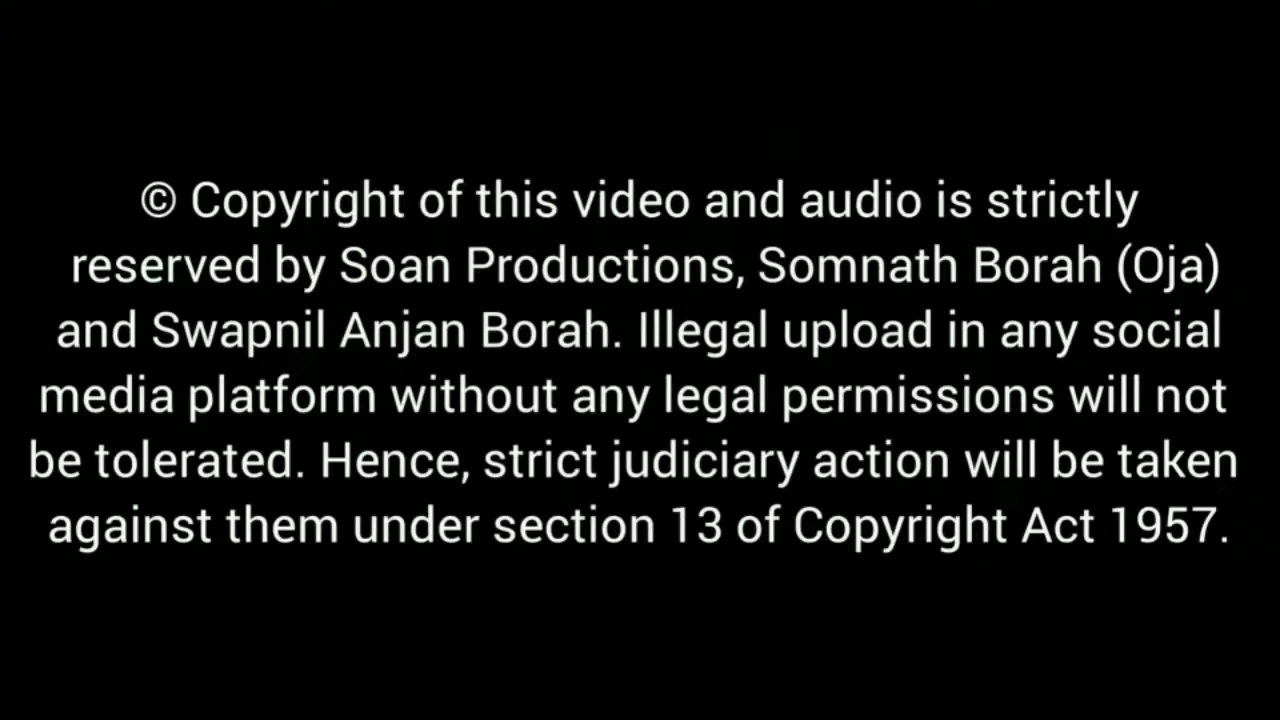 © Copyright of this video and audio is strictly
reserved by Soan Productions, Somnath Borah (Oja)
and Swapnil Anjan Borah. Illegal upload in any social
media platform without any legal permissions will not
be tolerated. Hence, strict judiciary action will be taken
against them under section 13 of Copyright Act 1957.